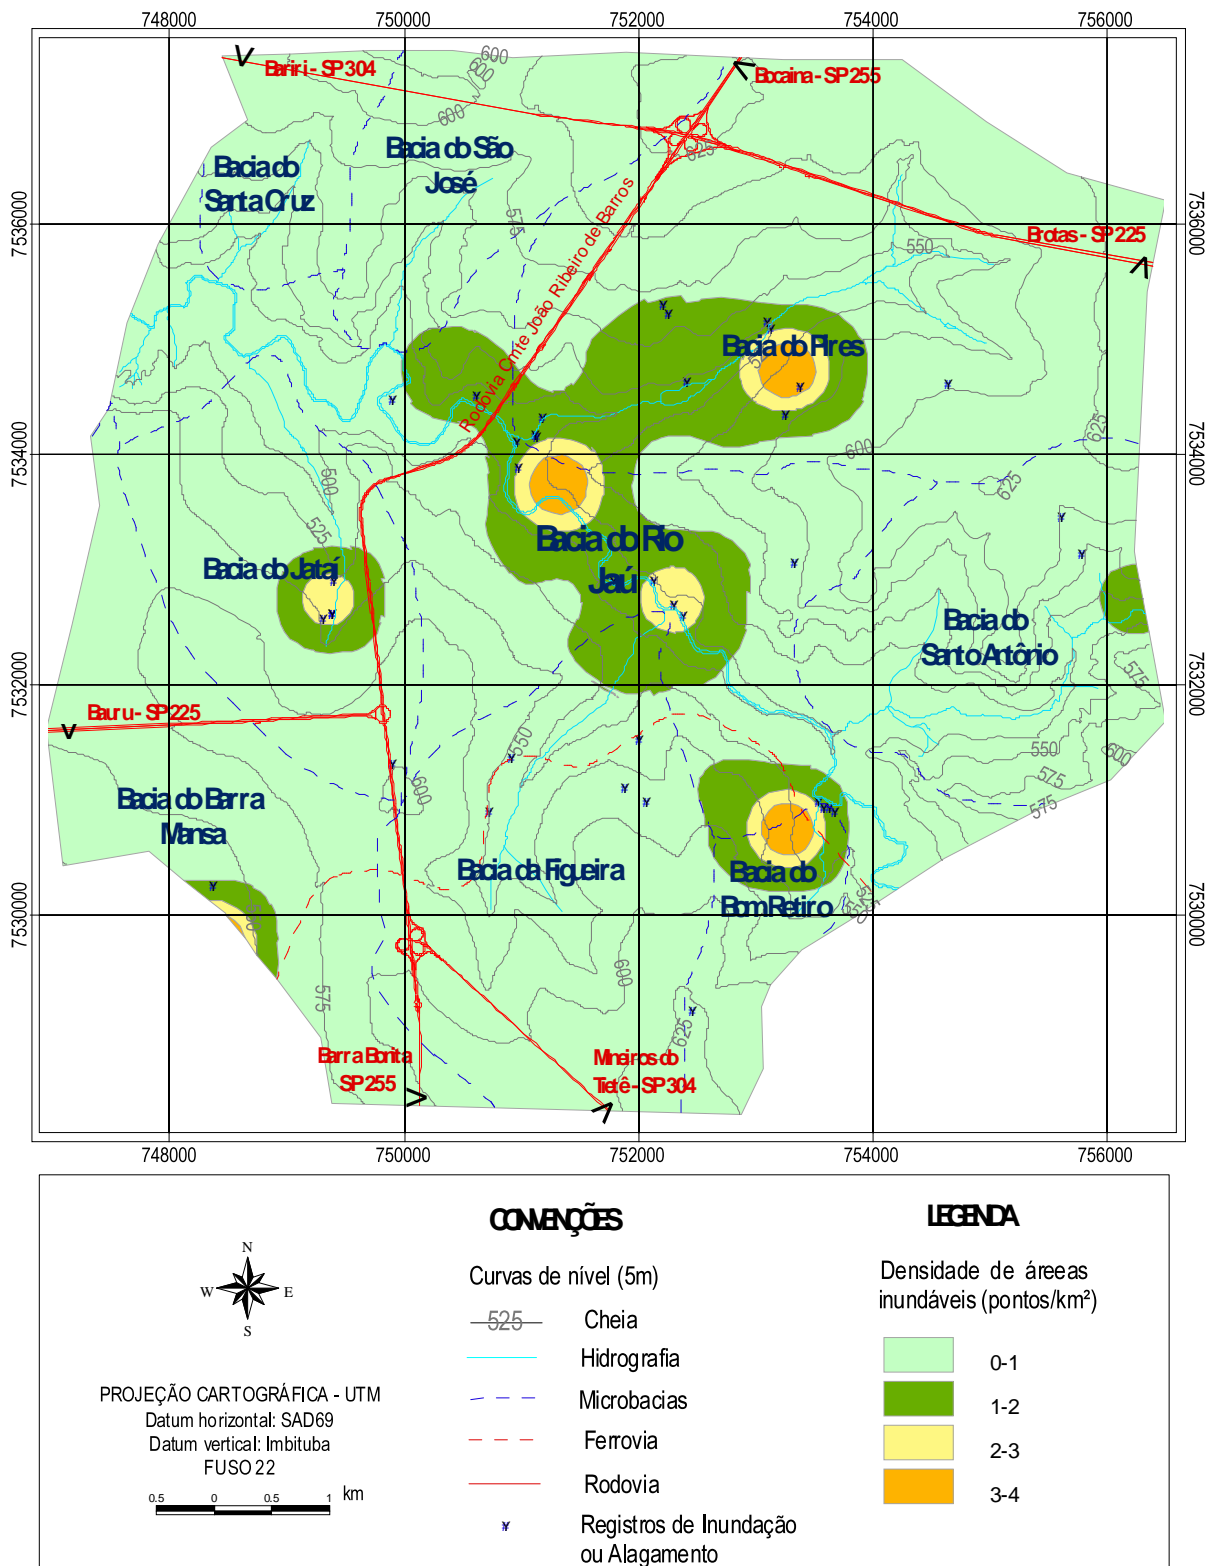 748000 750000 752000 754000 756000
600
Bariri - SP304
600
600
Bocaina - SP255
600
625
Bacia do São
José
Bacia do
Santa Cruz
575
Rodovia Cmte João Ribeiro de Barros
7536000
7536000
Brotas - SP225
550
Bacia do Pires
525
7534000
7534000
600
625
625
500
525
Bacia do Rio
Jaú
Bacia do Jataí
Bacia do
Santo Antônio
575
7532000
7532000
Bauru - SP225
550
550
600
600
575
575
Bacia do Barra
Mansa
Bacia da Figueira
Bacia do
Bom Retiro
550
7530000
7530000
600
575
625
Barra Bonita
SP255
Mineiros do
Tietê - SP304
748000 750000 752000 754000 756000
CONVENÇÕES
LEGENDA
N
W E
S
Curvas de nível (5m)
525 Cheia
Hidrografia
Microbacias
Ferrovia
Rodovia
¥ Registros de Inundação
ou Alagamento
Densidade de áreeas
inundáveis (pontos/km²)
0-1
1-2
2-3
3-4
PROJEÇÃO CARTOGRÁFICA - UTM
Datum horizontal: SAD69
Datum vertical: Imbituba
FUSO 22
0.5 0 0.5 1 km